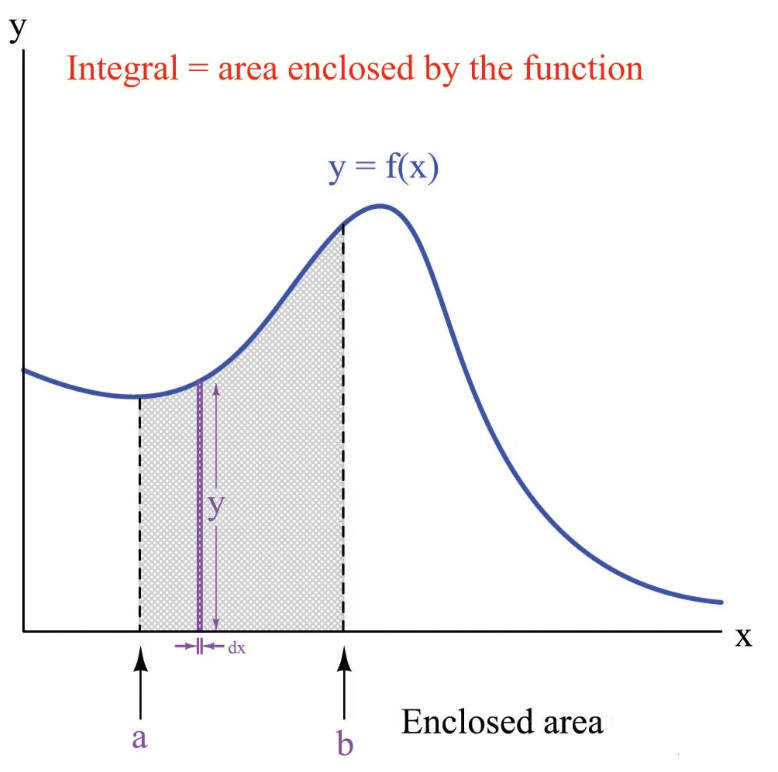 y
Integral = area enclosed by the function
y = f(x)
y
x
dx
a
b
Enclosed area